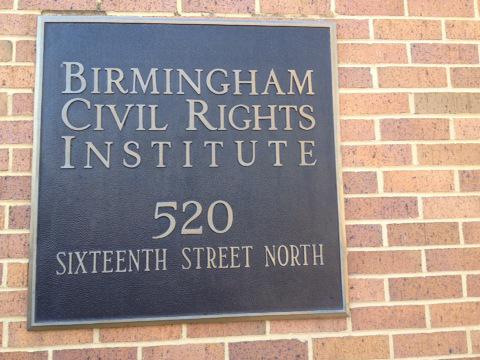 BIRMINGHAM
CIVIL RIGHTS
INSTITUTE
520
SIXTEENTH STREET NORTH